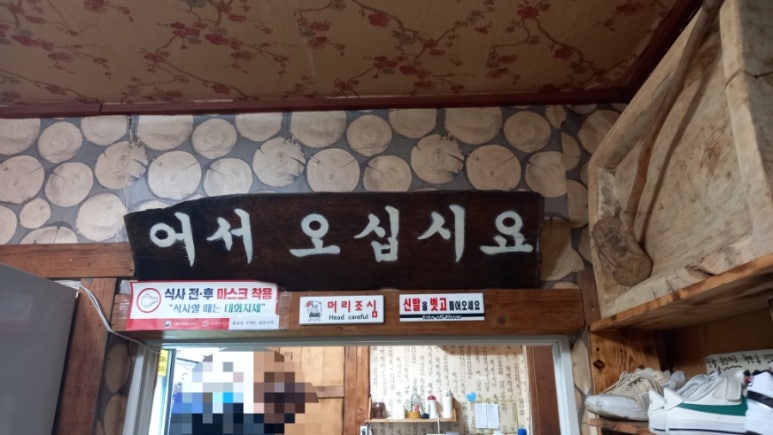 어서 오십시요
식사 전·후 마스크 착용
"식사할 때는 대화자제"
머리조심
Head careful
신발을 벗고 들어오세요